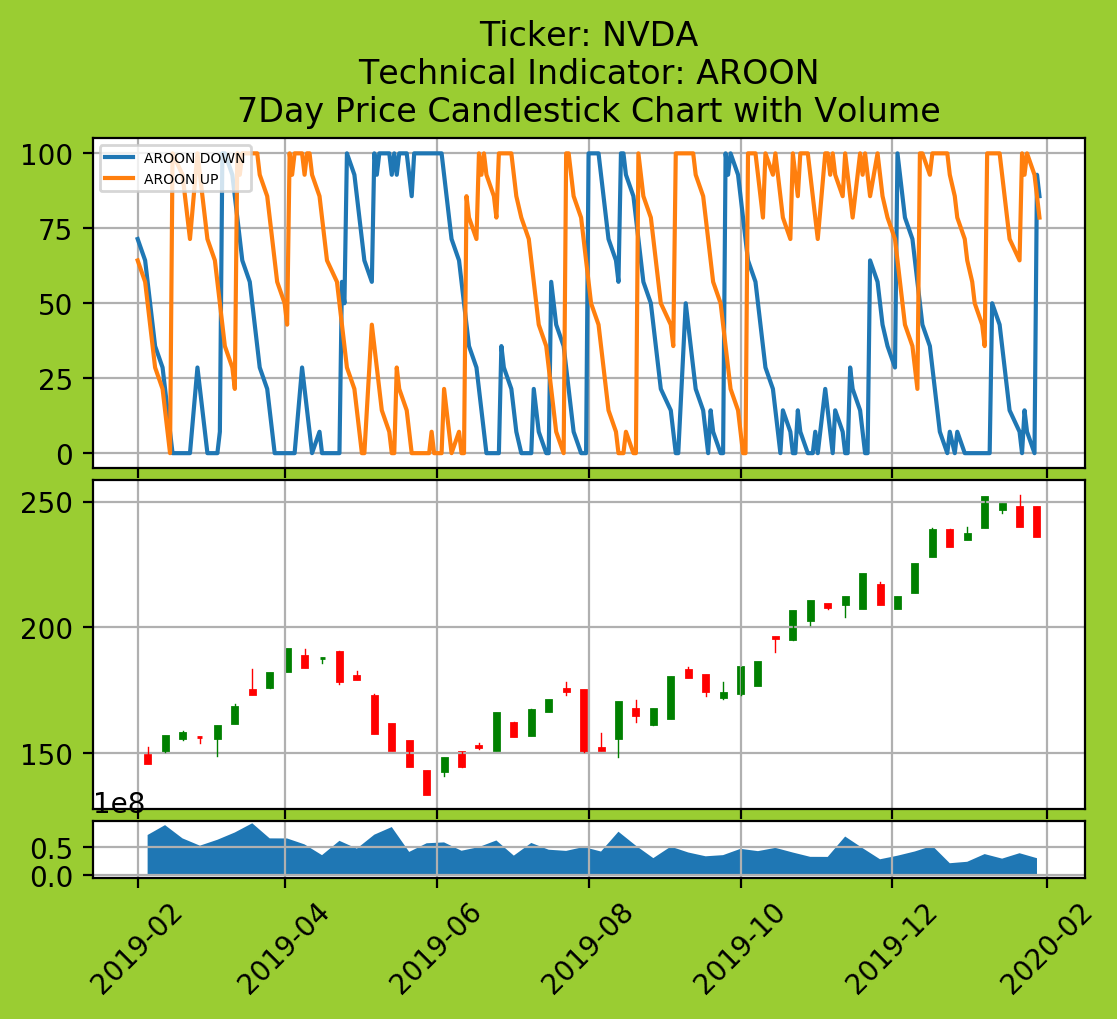 Ticker: NVDA
Technical Indicator: AROON
7Day Price Candlestick Chart with Volume
100
75
50
25
0
AROON DOWN
AROON UP
250
200
150
1e8
0.5
0.0
2019-02
2019-04
2019-06
2019-08
2019-10
2019-12
2020-02